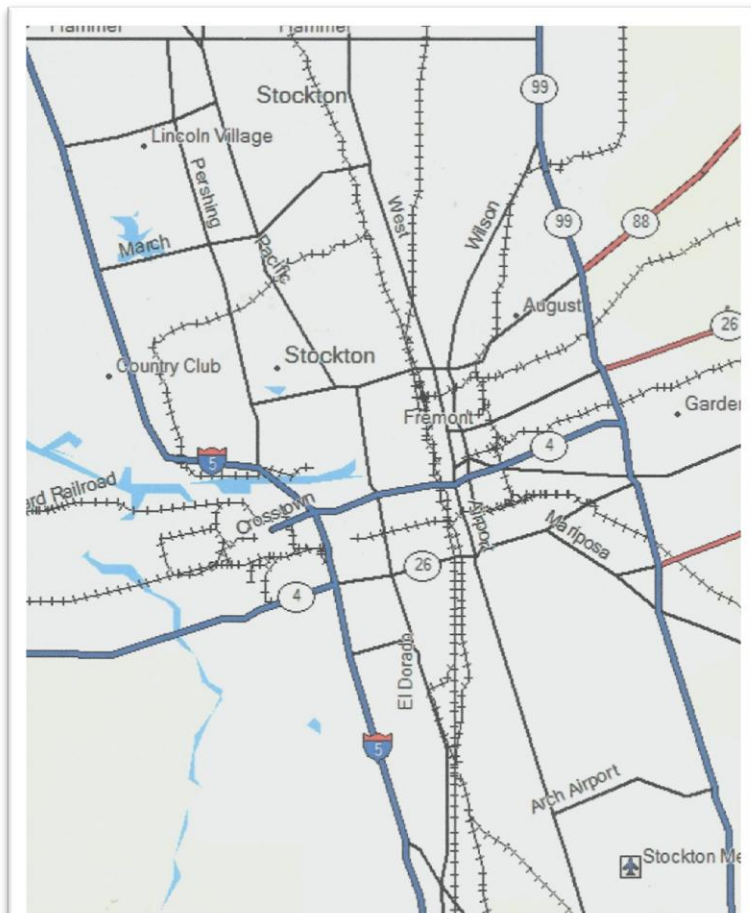 Hammer
Hammer
Stockton
99
Lincoln Village
Pershing
West
Wilson
99
88
March
Pacific
August
26
Stockton
Country Club
Garden
Fremont
4
5
erd Railroad
Crosstown
Airport
Mariposa
26
4
El Dorado
5
Arch Airport
Stockton Me